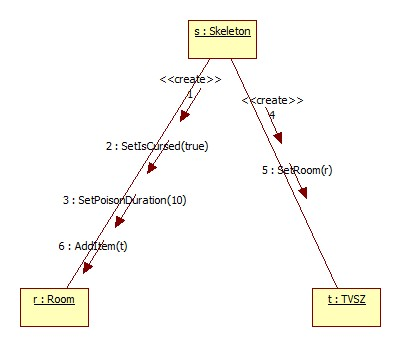 s : Skeleton
<<create>>
1
<<create>>
4
2 : SetIsCursed(true)
5 : SetRoom(r)
3 : SetPoisonDuration(10)
6 : AddItem(t)
r : Room
t : TVSZ